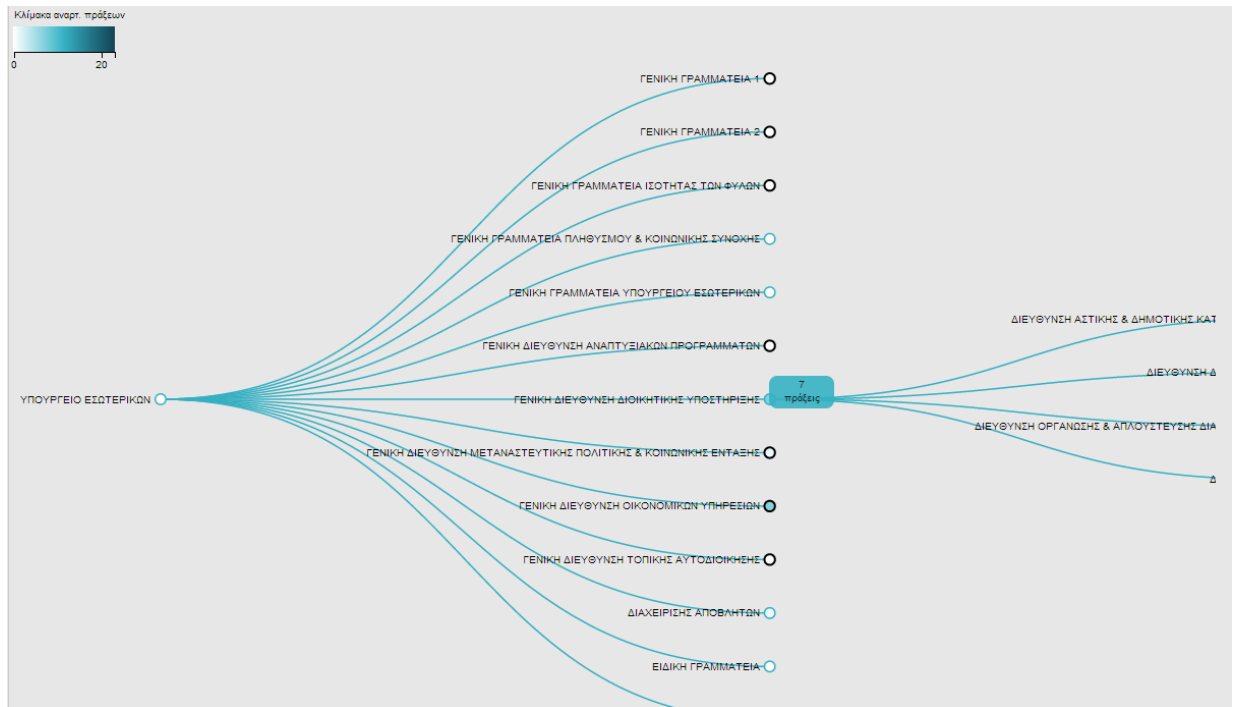 Κλίμακα αναρτ. πράξεων
0 20
ΓΕΝΙΚΗ ΓΡΑΜΜΑΤΕΙΑ 1
ΓΕΝΙΚΗ ΓΡΑΜΜΑΤΕΙΑ 2
ΓΕΝΙΚΗ ΓΡΑΜΜΑΤΕΙΑ ΙΣΟΤΗΤΑΣ ΤΩΝ ΦΥΛΩΝ
ΓΕΝΙΚΗ ΓΡΑΜΜΑΤΕΙΑ ΠΛΗΘΥΣΜΟΥ & ΚΟΙΝΩΝΙΚΗΣ ΣΥΝΟΧΗΣ
ΓΕΝΙΚΗ ΓΡΑΜΜΑΤΕΙΑ ΥΠΟΥΡΓΕΙΟΥ ΕΣΩΤΕΡΙΚΩΝ
ΓΕΝΙΚΗ ΔΙΕΥΘΥΝΣΗ ΑΝΑΠΤΥΞΙΑΚΩΝ ΠΡΟΓΡΑΜΜΑΤΩΝ
ΥΠΟΥΡΓΕΙΟ ΕΣΩΤΕΡΙΚΩΝ
ΓΕΝΙΚΗ ΔΙΕΥΘΥΝΣΗ ΔΙΟΙΚΗΤΙΚΗΣ ΥΠΟΣΤΗΡΙΞΗΣ
7
πράξεις
ΓΕΝΙΚΗ ΔΙΕΥΘΥΝΣΗ ΜΕΤΑΝΑΣΤΕΥΤΙΚΗΣ ΠΟΛΙΤΙΚΗΣ & ΚΟΙΝΩΝΙΚΗΣ ΕΝΤΑΞΗΣ
ΓΕΝΙΚΗ ΔΙΕΥΘΥΝΣΗ ΟΙΚΟΝΟΜΙΚΩΝ ΥΠΗΡΕΣΙΩΝ
ΓΕΝΙΚΗ ΔΙΕΥΘΥΝΣΗ ΤΟΠΙΚΗΣ ΑΥΤΟΔΙΟΙΚΗΣΗΣ
ΔΙΑΧΕΙΡΙΣΗΣ ΑΠΟΒΛΗΤΩΝ
ΕΙΔΙΚΗ ΓΡΑΜΜΑΤΕΙΑ
ΔΙΕΥΘΥΝΣΗ ΑΣΤΙΚΗΣ & ΔΗΜΟΤΙΚΗΣ ΚΑΤ
ΔΙΕΥΘΥΝΣΗ Δ
ΔΙΕΥΘΥΝΣΗ ΟΡΓΑΝΩΣΗΣ & ΑΠΛΟΥΣΤΕΥΣΗΣ ΔΙΑ
Δ